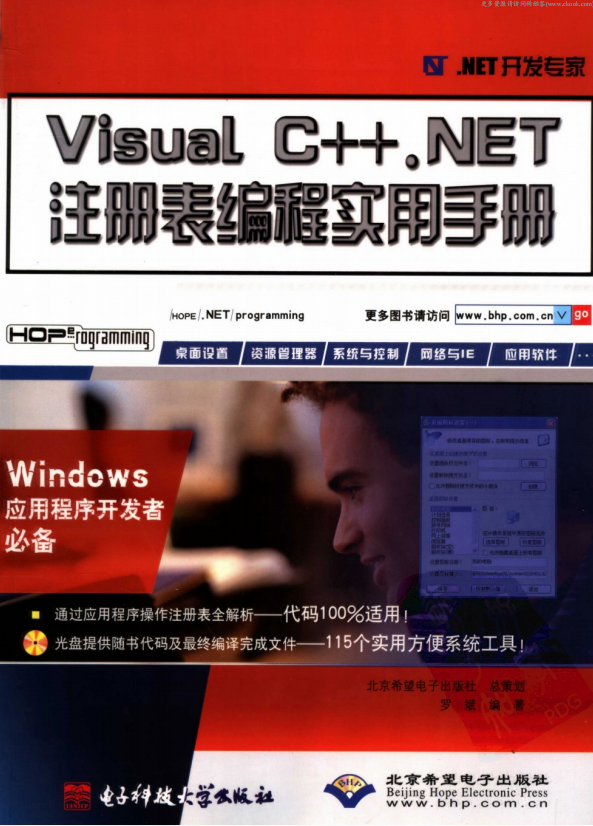 .NET开发专家
Visual C++.NET
注册表编程实用手册
/HOPE/.NET/programming
更多图书请访问 www.bhp.com.cn go
HOPE programming
桌面设置 / 资源管理器 / 系统与控制 / 网络与IE / 应用软件 / ···
Windows
应用程序开发者
必备
通过应用程序操作注册表全解析——代码100%适用!
光盘提供随书代码及最终编译完成文件——115个实用方便系统工具!
北京希望电子出版社 总策划
罗 斌 编 著
电子科技大学出版社
BHP
北京希望电子出版社
Beijing Hope Electronic Press
www.bhp.com.cn
PDG